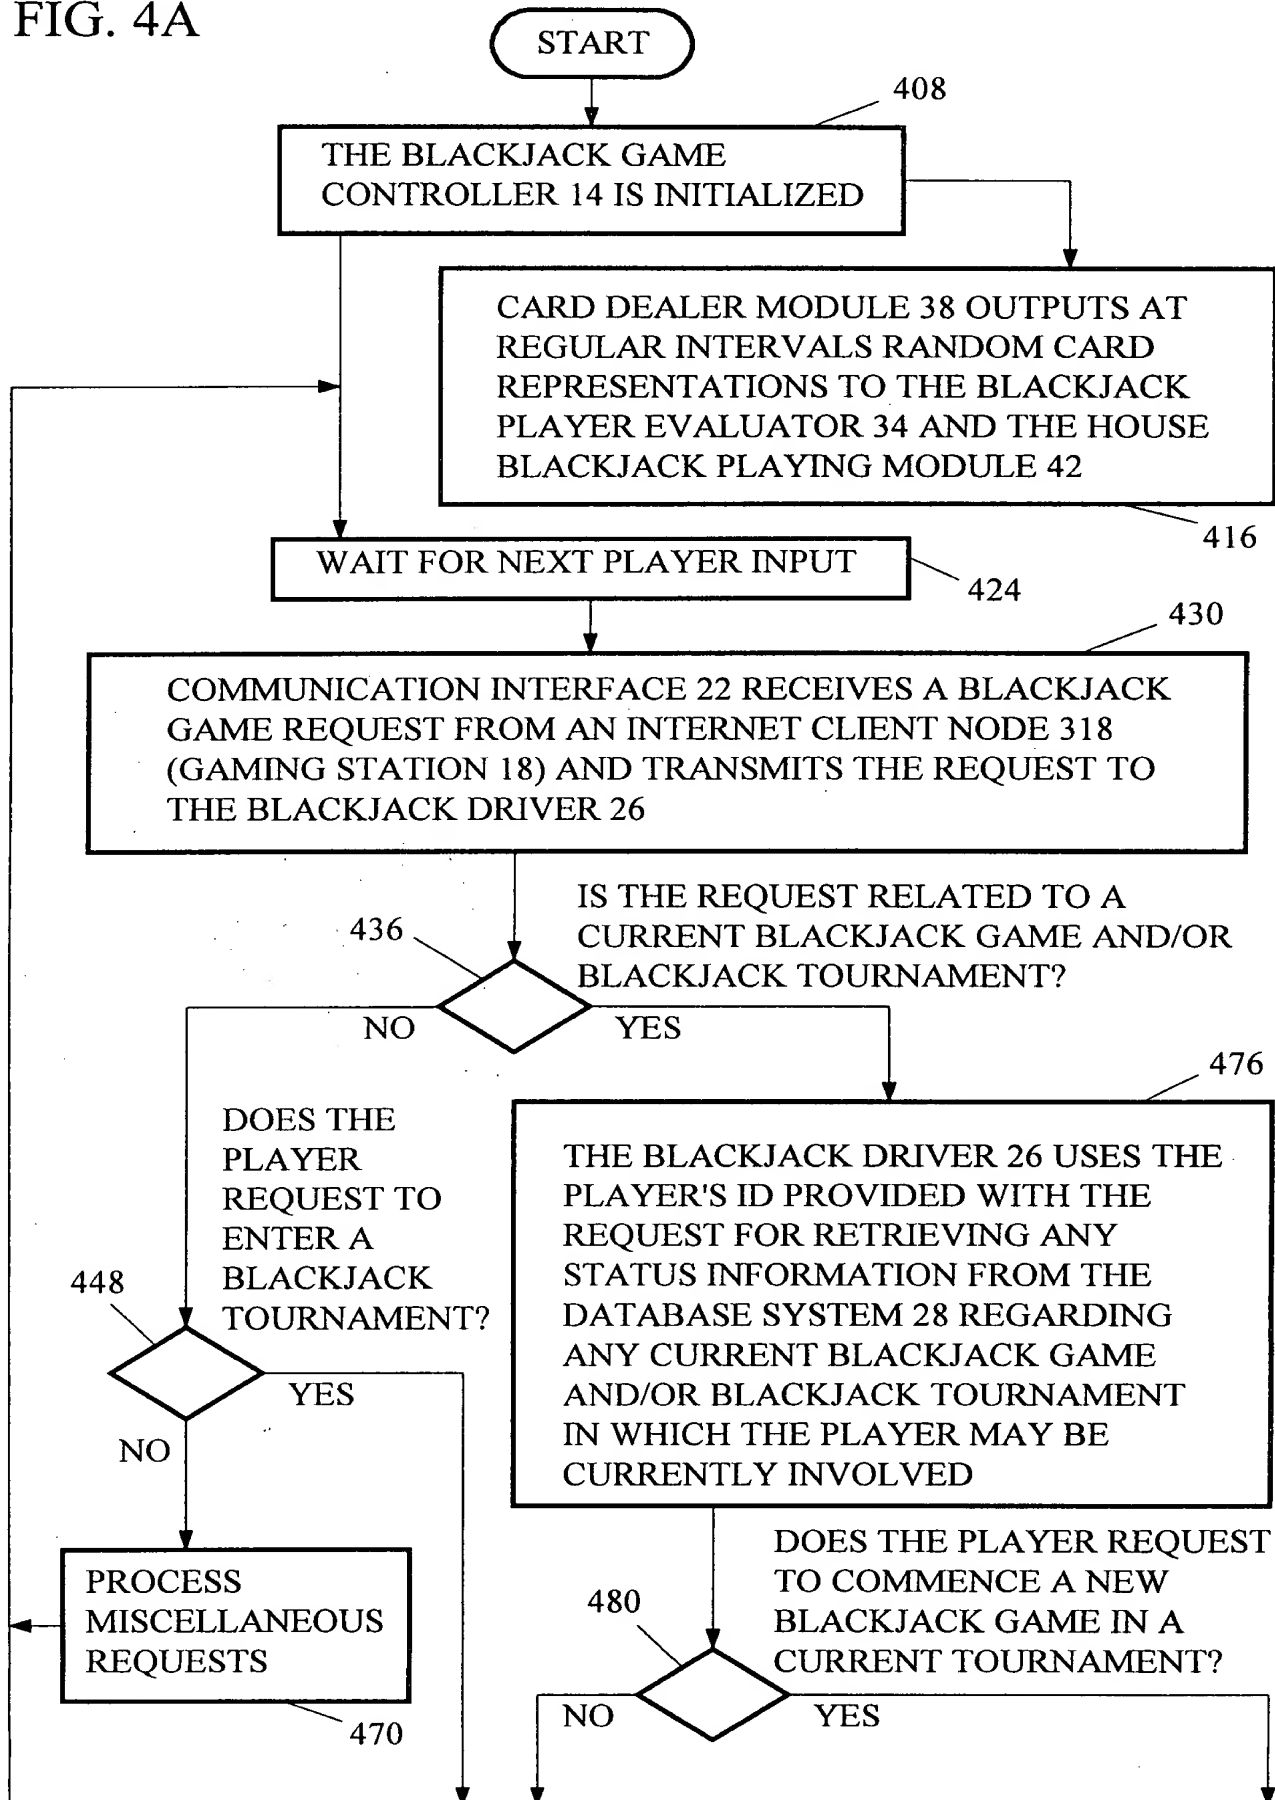 FIG. 4A
START
408
THE BLACKJACK GAME
CONTROLLER 14 IS INITIALIZED
CARD DEALER MODULE 38 OUTPUTS AT
REGULAR INTERVALS RANDOM CARD
REPRESENTATIONS TO THE BLACKJACK
PLAYER EVALUATOR 34 AND THE HOUSE
BLACKJACK PLAYING MODULE 42
416
WAIT FOR NEXT PLAYER INPUT
424
430
COMMUNICATION INTERFACE 22 RECEIVES A BLACKJACK
GAME REQUEST FROM AN INTERNET CLIENT NODE 318
(GAMING STATION 18) AND TRANSMITS THE REQUEST TO
THE BLACKJACK DRIVER 26
IS THE REQUEST RELATED TO A
CURRENT BLACKJACK GAME AND/OR
BLACKJACK TOURNAMENT?
436
NO
YES
476
DOES THE
PLAYER
REQUEST TO
ENTER A
BLACKJACK
TOURNAMENT?
448
YES
NO
THE BLACKJACK DRIVER 26 USES THE
PLAYER'S ID PROVIDED WITH THE
REQUEST FOR RETRIEVING ANY
STATUS INFORMATION FROM THE
DATABASE SYSTEM 28 REGARDING
ANY CURRENT BLACKJACK GAME
AND/OR BLACKJACK TOURNAMENT
IN WHICH THE PLAYER MAY BE
CURRENTLY INVOLVED
PROCESS
MISCELLANEOUS
REQUESTS
470
DOES THE PLAYER REQUEST
TO COMMENCE A NEW
BLACKJACK GAME IN A
CURRENT TOURNAMENT?
480
NO
YES